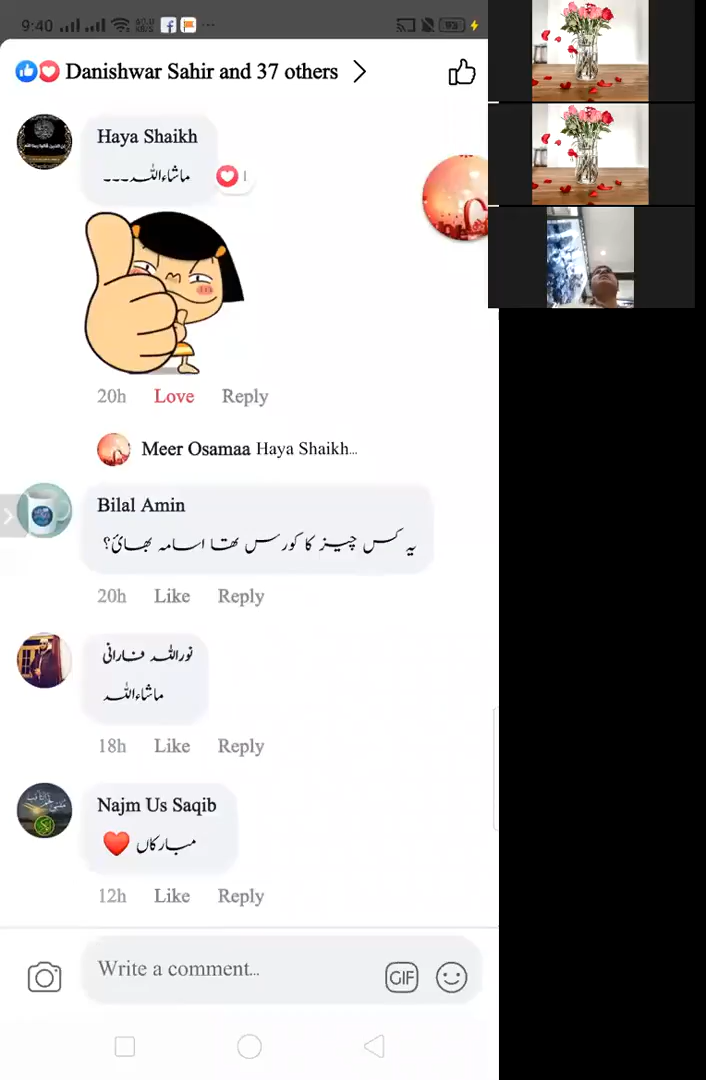 9:40
93
Danishwar Sahir and 37 others
Haya Shaikh
ماشاءاللہ۔۔۔
1
20h Love Reply
Meer Osamaa Haya Shaikh...
Bilal Amin
یہ کس چیز کا کورس تھا اسامہ بھائ؟
20h Like Reply
نوراللہ فارانی
ماشاءاللہ
18h Like Reply
Najm Us Saqib
مبارکاں ❤️
12h Like Reply
Write a comment...
GIF